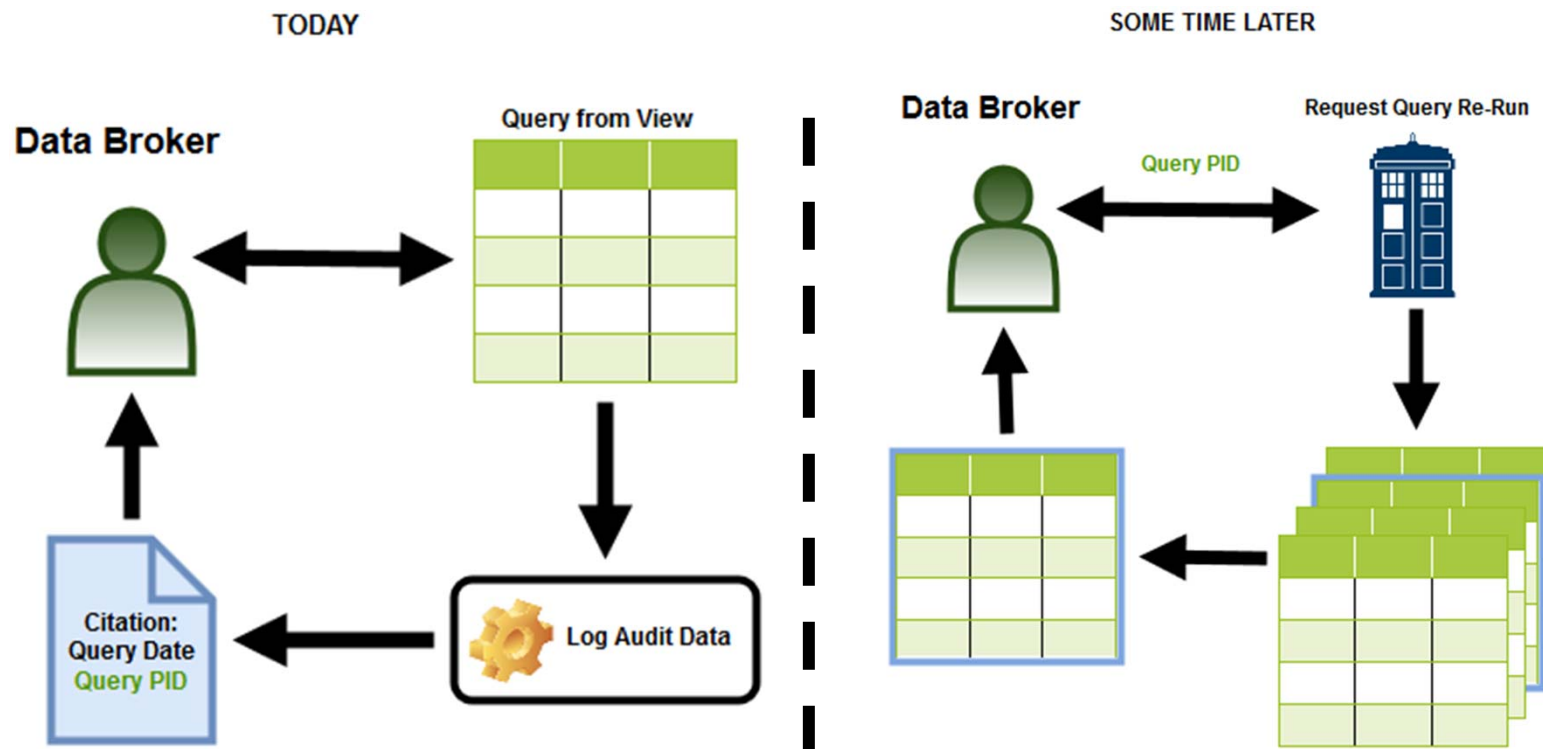 TODAY
Data Broker
Query from View
Log Audit Data
Citation:
Query Date
Query PID
SOME TIME LATER
Data Broker
Request Query Re-Run
Query PID